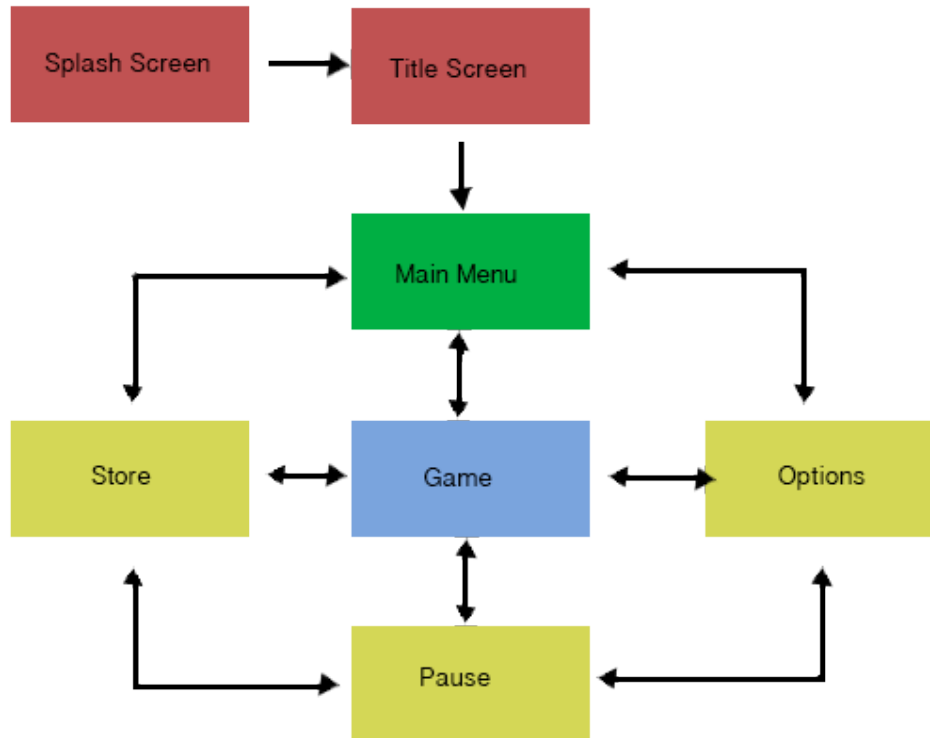 Splash Screen
Title Screen
Main Menu
Store
Game
Options
Pause